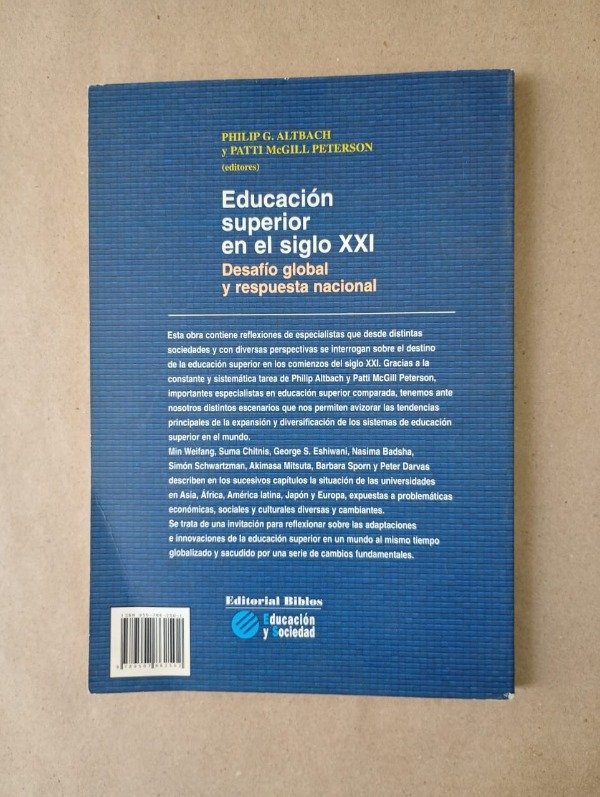 PHILIP G. ALTBACH
y PATTI McGILL PETERSON
(editores)
Educación
superior
en el siglo XXI
Desafío global
y respuesta nacional
Esta obra contiene reflexiones de especialistas que desde distintas
sociedades y con diversas perspectivas se interrogan sobre el destino
de la educación superior en los comienzos del siglo XXI. Gracias a la
constante y sistemática tarea de Philip Altbach y Patti McGill Peterson,
importantes especialistas en educación superior comparada, tenemos ante
nosotros distintos escenarios que nos permiten avizorar las tendencias
principales de la expansión y diversificación de los sistemas de educación
superior en el mundo.
Min Weifang, Suma Chitnis, George S. Eshiwani, Nasima Badsha,
Simón Schwartzman, Akimasa Mitsuta, Barbara Sporn y Peter Darvas
describen en los sucesivos capítulos la situación de las universidades
en Asia, África, América latina, Japón y Europa, expuestas a problemáticas
económicas, sociales y culturales diversas y cambiantes.
Se trata de una invitación para reflexionar sobre las adaptaciones
e innovaciones de la educación superior en un mundo al mismo tiempo
globalizado y sacudido por una serie de cambios fundamentales.
Editorial Biblos
Educación
y Sociedad
ISBN